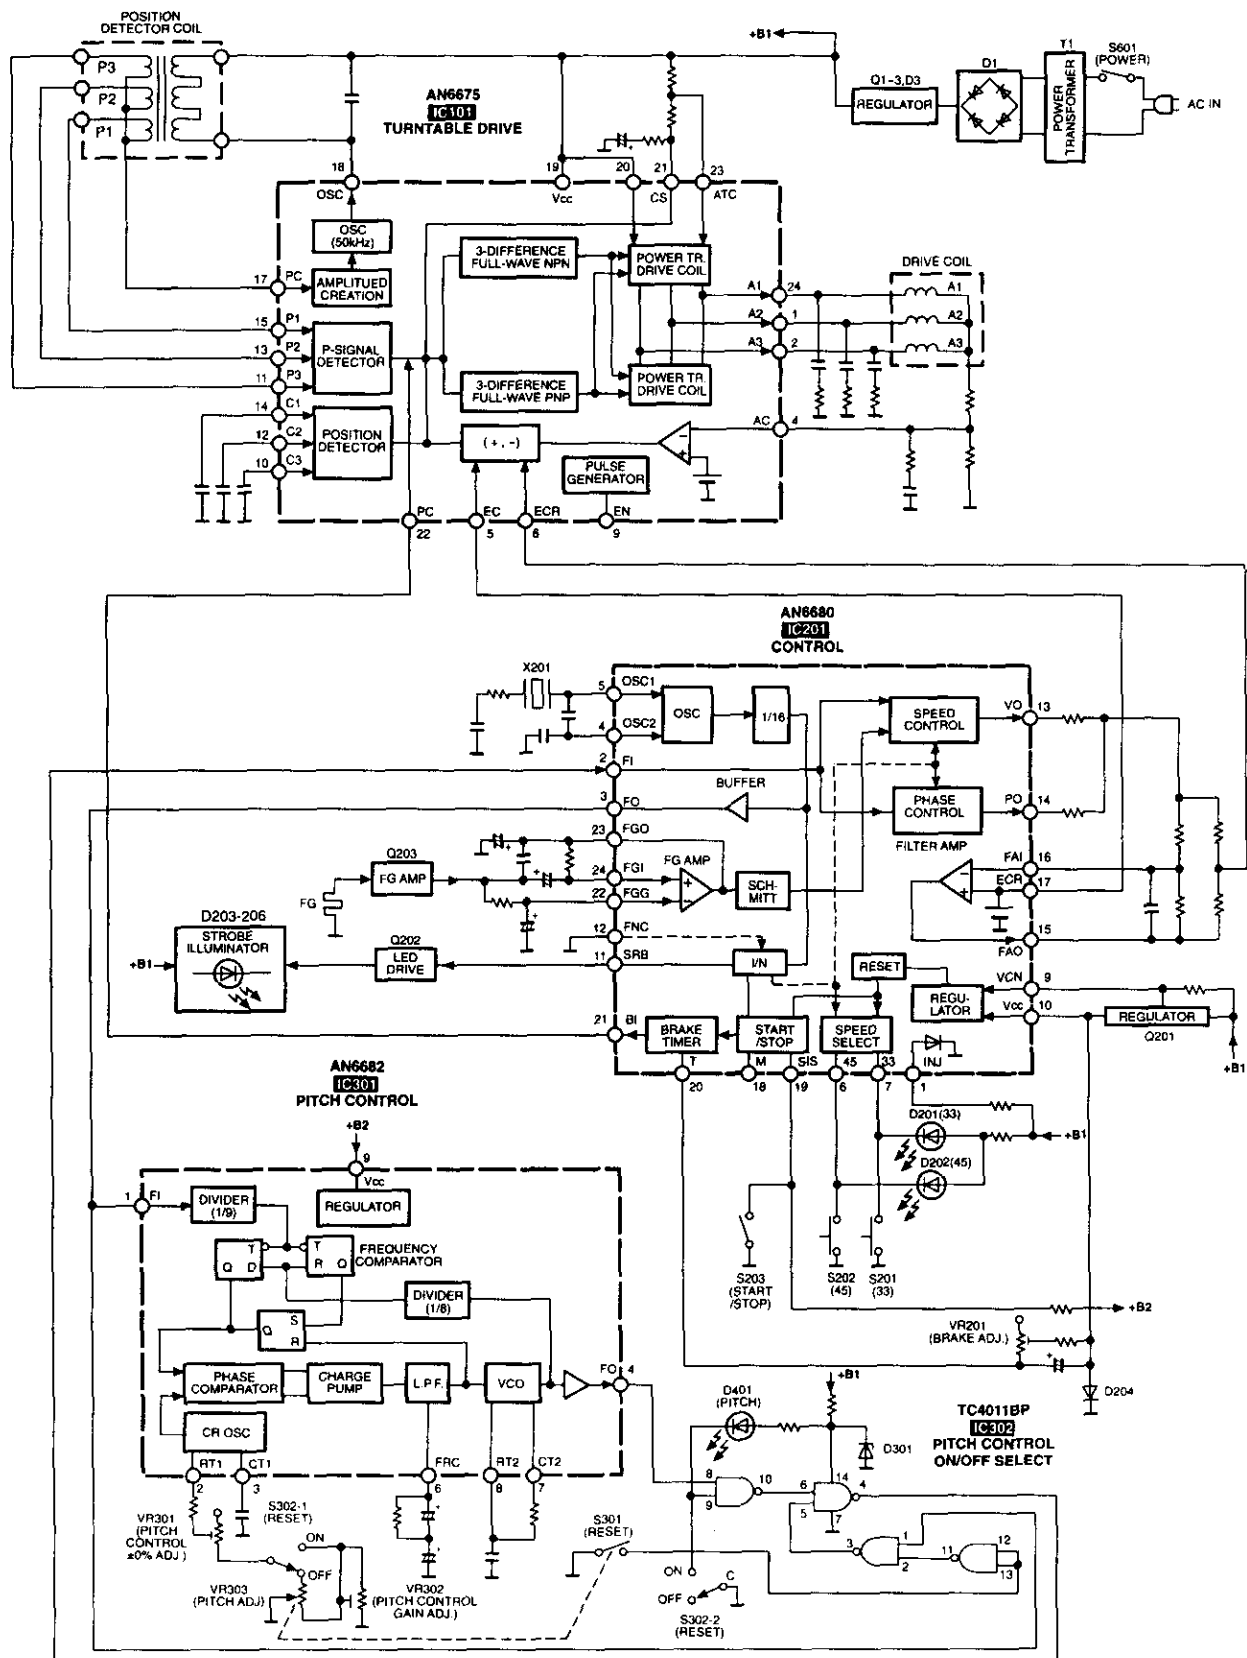 POSITION
DETECTOR COIL
P3
P2
P1
AN6675
IC101
TURNTABLE DRIVE
+B1
Q1-3,D3
REGULATOR
D1
T1
POWER
TRANSFORMER
S601
(POWER)
AC IN
18
OSC
19
Vcc
20
21
CS
23
ATC
OSC
(50kHz)
AMPLITUED
CREATION
3-DIFFERENCE
FULL-WAVE NPN
POWER TR.
DRIVE COIL
DRIVE COIL
17
PC
15
P1
13
P2
11
P3
P-SIGNAL
DETECTOR
A1
24
A1
A2
1
A2
A3
2
A3
3-DIFFERENCE
FULL-WAVE PNP
POWER TR.
DRIVE COIL
14
C1
12
C2
10
C3
POSITION
DETECTOR
(+,-)
AC
4
PULSE
GENERATOR
PC
22
EC
5
ECR
6
EN
9
AN6680
IC201
CONTROL
X201
5
OSC1
4
OSC2
OSC
1/16
SPEED
CONTROL
VO
13
2
FI
3
FO
BUFFER
PHASE
CONTROL
PO
14
FILTER AMP
23
FGO
24
FGI
22
FGG
FG AMP
SCH-
MITT
FAI
16
ECR
17
15
FAO
Q203
FG AMP
FG
D203-206
STROBE
ILLUMINATOR
+B1
Q202
LED
DRIVE
12
FNC
11
SRB
I/N
RESET
VCN
9
REGU-
LATOR
Vcc
10
REGULATOR
Q201
+B1
21
BI
BRAKE
TIMER
START
/STOP
SPEED
SELECT
INJ
T
20
M
18
SIS
19
45
6
33
7
1
AN6682
IC301
PITCH CONTROL
+B2
9
Vcc
REGULATOR
D201(33)
+B1
D202(45)
1
FI
DIVIDER
(1/9)
T
Q D
T
R Q
FREQUENCY
COMPARATOR
DIVIDER
(1/8)
S
Q
R
S203
(START
/STOP)
S202
(45)
S201
(33)
+B2
VR201
(BRAKE ADJ.)
D204
PHASE
COMPARATOR
CHARGE
PUMP
L.P.F.
VCO
FO
4
CR OSC
RT1
2
CT1
3
FRC
6
RT2
8
CT2
7
+B1
D401
(PITCH)
D301
TC4011BP
IC302
PITCH CONTROL
ON/OFF SELECT
8
9
10
6
5
14
7
4
3
1
2
11
12
13
VR301
(PITCH
CONTROL
±0% ADJ.)
S302-1
(RESET)
ON
OFF
VR303
(PITCH ADJ)
VR302
(PITCH CONTROL
GAIN ADJ.)
S301
(RESET)
ON
OFF
C
S302-2
(RESET)